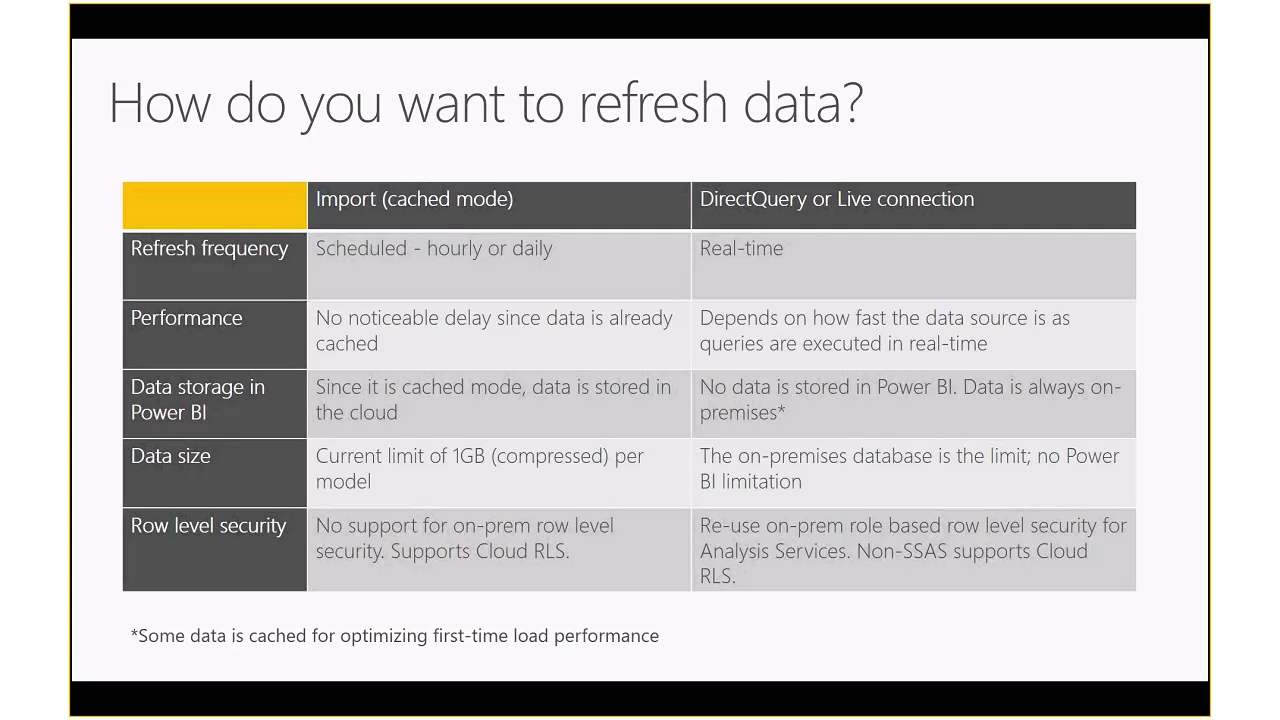 How do you want to refresh data?
Import (cached mode)
DirectQuery or Live connection
Refresh frequency
Scheduled - hourly or daily
Real-time
Performance
No noticeable delay since data is already
cached
Depends on how fast the data source is as
queries are executed in real-time
Data storage in
Power BI
Since it is cached mode, data is stored in
the cloud
No data is stored in Power BI. Data is always on-
premises*
Data size
Current limit of 1GB (compressed) per
model
The on-premises database is the limit; no Power
BI limitation
Row level security
No support for on-prem row level
security. Supports Cloud RLS.
Re-use on-prem role based row level security for
Analysis Services. Non-SSAS supports Cloud
RLS.
*Some data is cached for optimizing first-time load performance